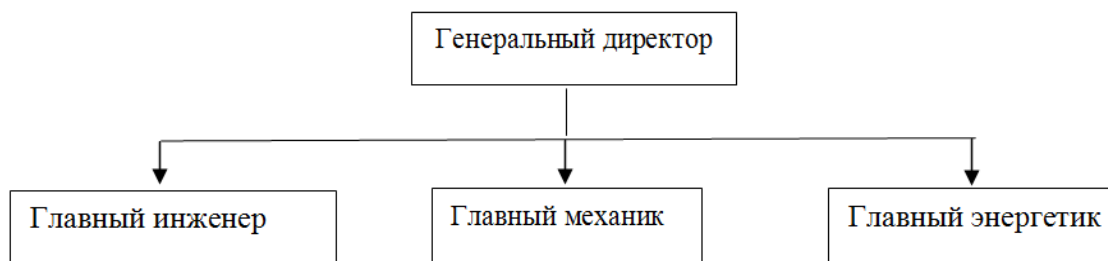 Генеральный директор
Главный инженер
Главный механик
Главный энергетик